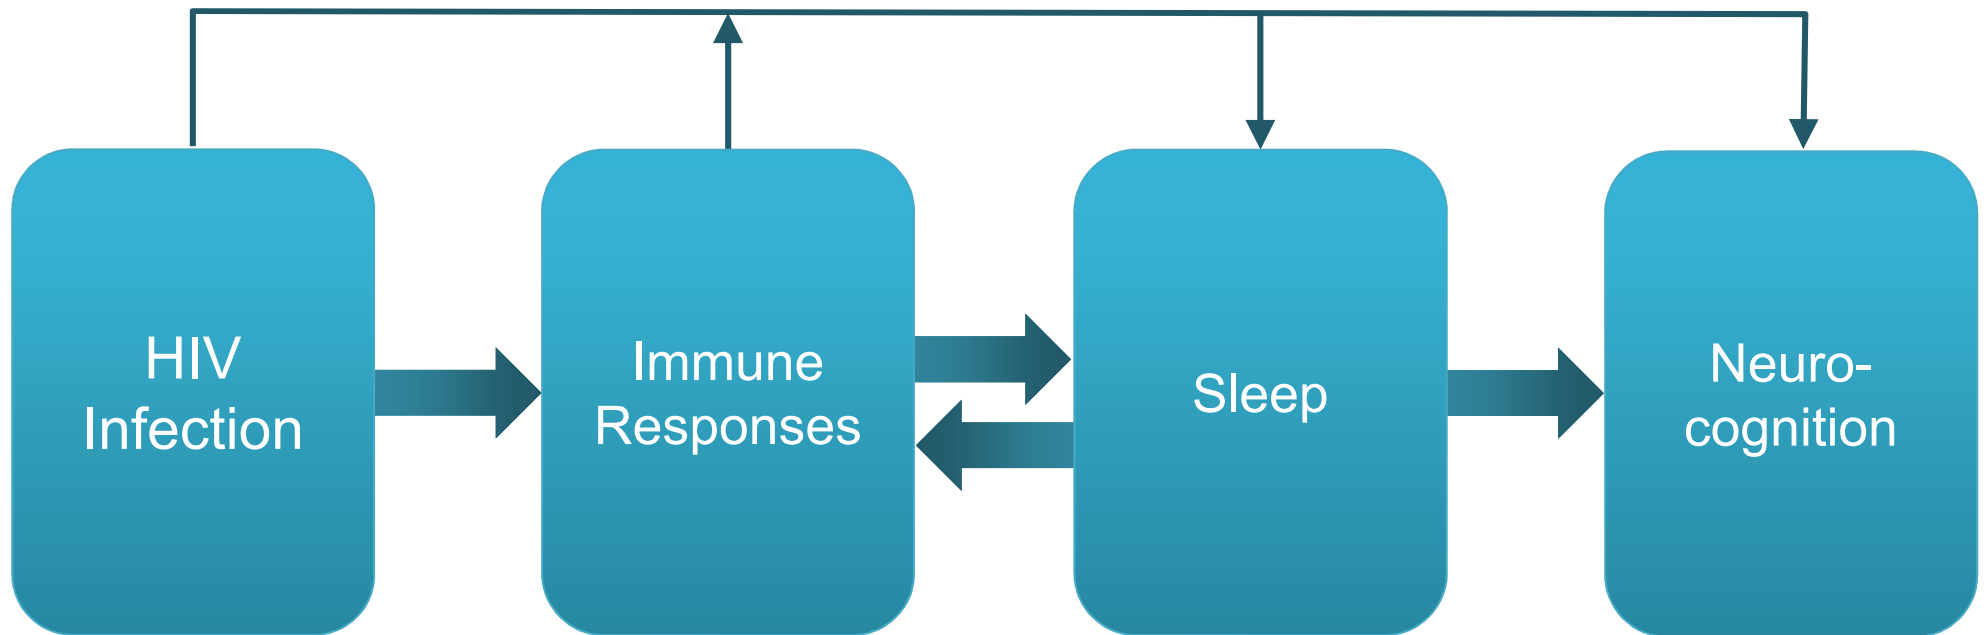 HIV
Infection
Immune
Responses
Sleep
Neuro-
cognition